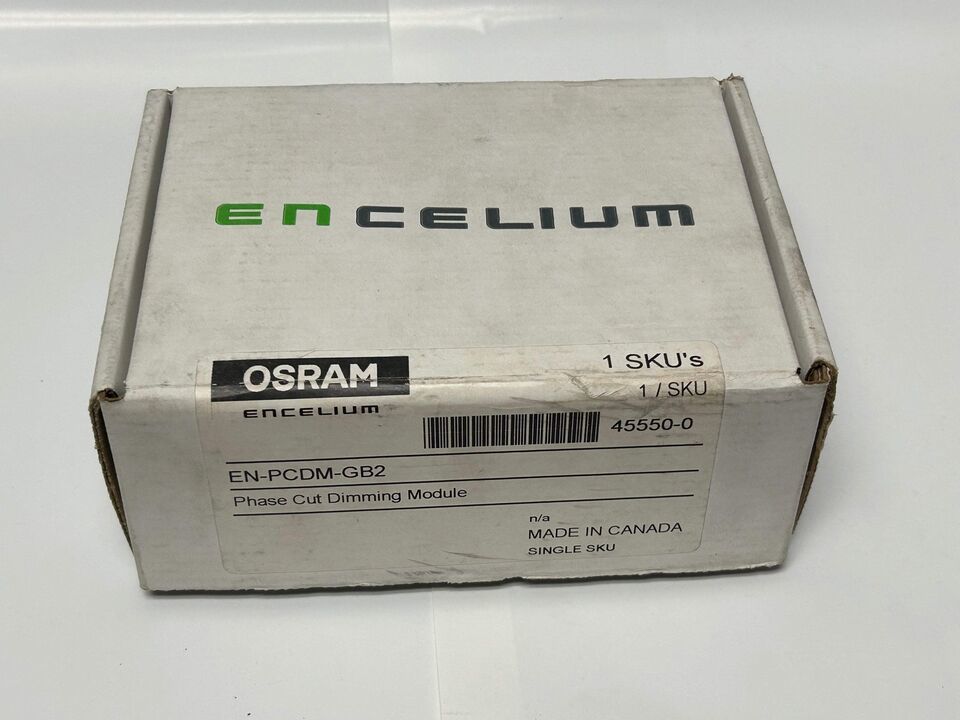 ENCELIUM
OSRAM
ENCELIUM
1 SKU's
1 / SKU
45550-0
EN-PCDM-GB2
Phase Cut Dimming Module
n/a
MADE IN CANADA
SINGLE SKU